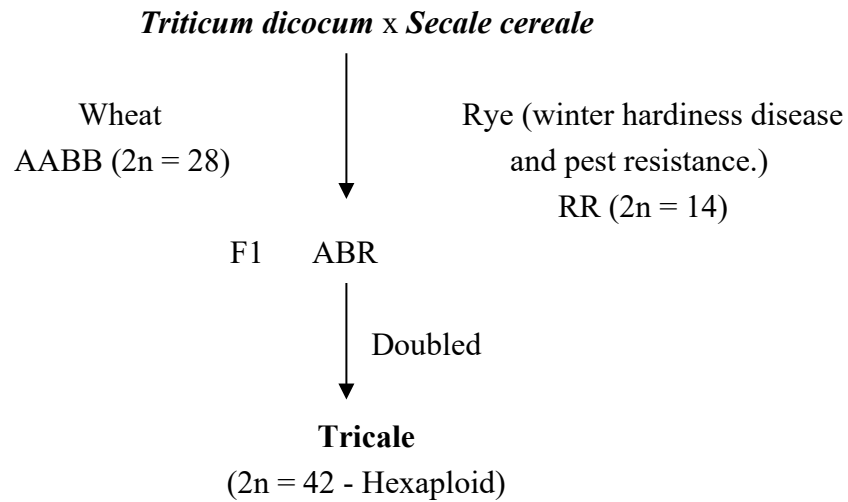 Triticum dicocum x Secale cereale
Wheat
AABB (2n = 28)
Rye (winter hardiness disease
and pest resistance.)
RR (2n = 14)
F1 ABR
Doubled
Tricale
(2n = 42 - Hexaploid)